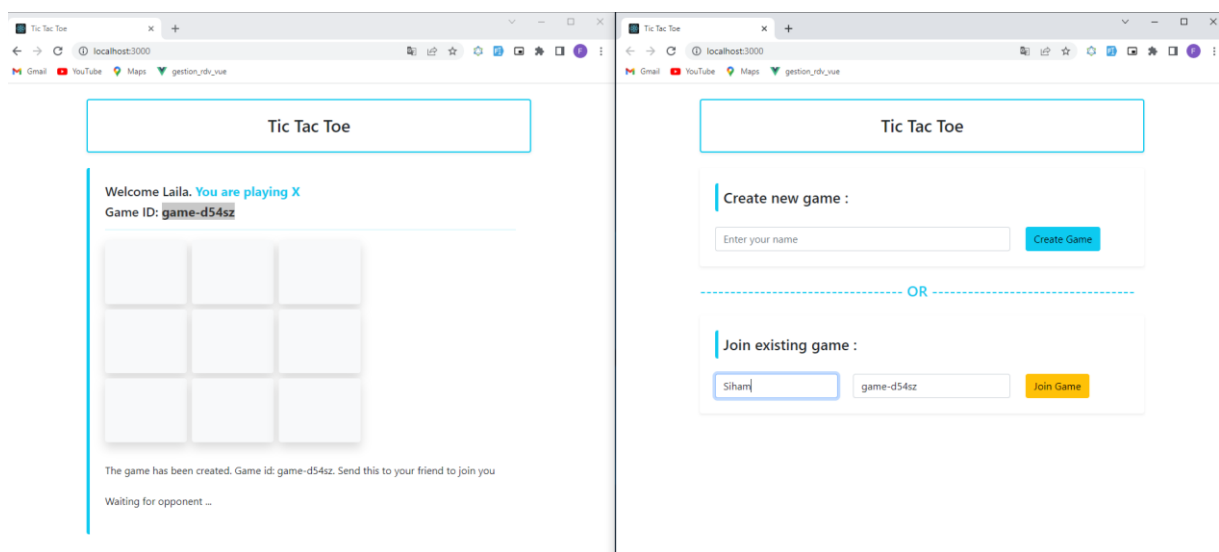 Tic Tac Toe
localhost:3000
Gmail YouTube Maps gestion_rdv_vue
Tic Tac Toe
Welcome Laila. You are playing X
Game ID: game-d54sz
The game has been created. Game id: game-d54sz. Send this to your friend to join you
Waiting for opponent ...
Tic Tac Toe
localhost:3000
Gmail YouTube Maps gestion_rdv_vue
Tic Tac Toe
Create new game :
Enter your name Create Game
OR
Join existing game :
Siham game-d54sz Join Game